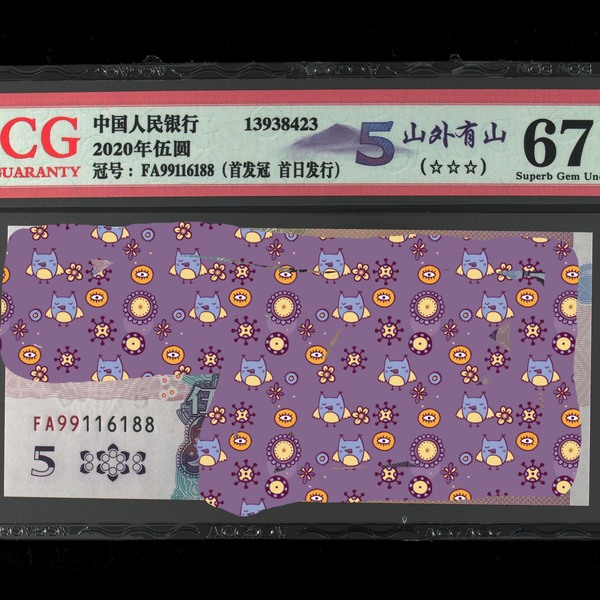 CG
GUARANTY
中国人民银行 13938423
2020年伍圆
冠号：FA99116188（首发冠 首日发行）
5 山外有山
（☆☆☆）
67
Superb Gem Unc
FA99116188
5
伍